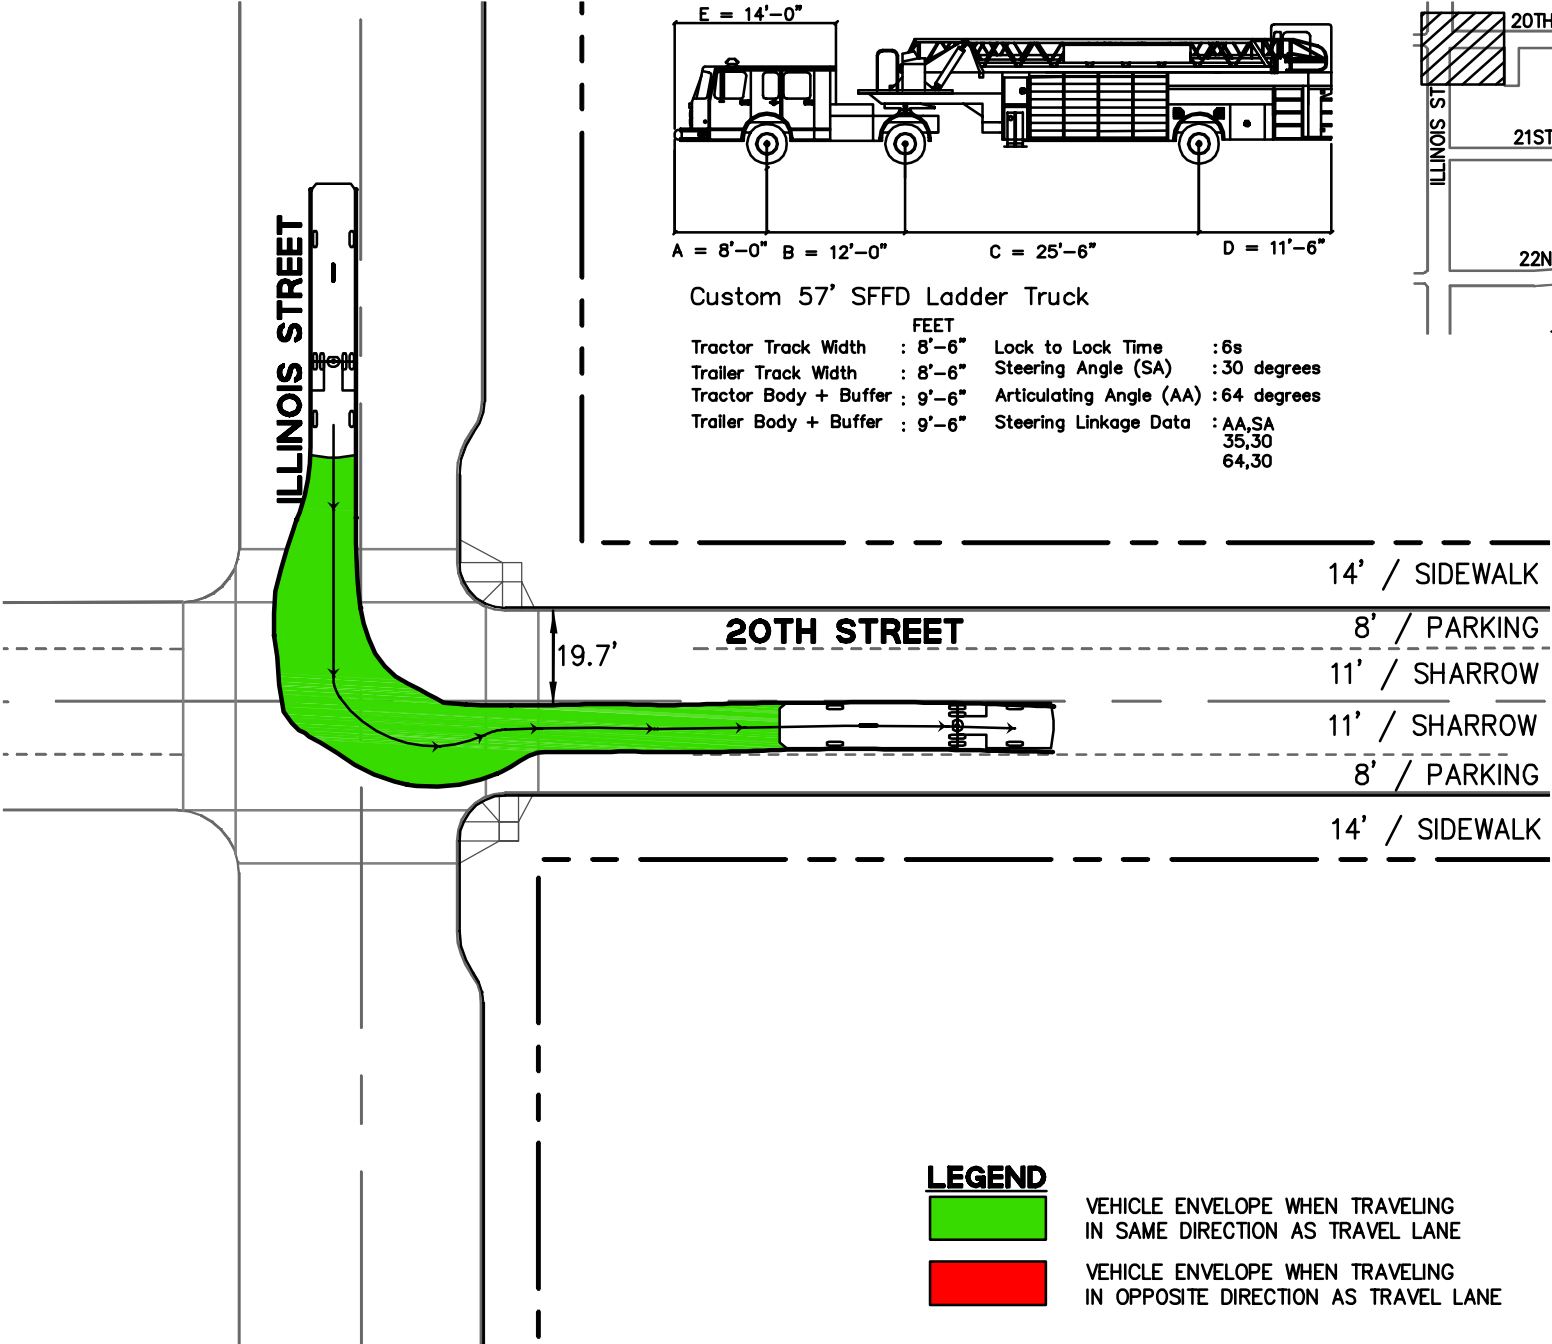 E = 14'-0"
20TH
ILLINOIS ST
21ST
22N
A = 8'-0"
B = 12'-0"
C = 25'-6"
D = 11'-6"
Custom 57' SFFD Ladder Truck
FEET
Tractor Track Width : 8'-6"
Trailer Track Width : 8'-6"
Tractor Body + Buffer : 9'-6"
Trailer Body + Buffer : 9'-6"
Lock to Lock Time : 6s
Steering Angle (SA) : 30 degrees
Articulating Angle (AA) : 64 degrees
Steering Linkage Data : AA,SA
35,30
64,30
ILLINOIS STREET
14' / SIDEWALK
20TH STREET
8' / PARKING
19.7'
11' / SHARROW
11' / SHARROW
8' / PARKING
14' / SIDEWALK
LEGEND
VEHICLE ENVELOPE WHEN TRAVELING
IN SAME DIRECTION AS TRAVEL LANE
VEHICLE ENVELOPE WHEN TRAVELING
IN OPPOSITE DIRECTION AS TRAVEL LANE